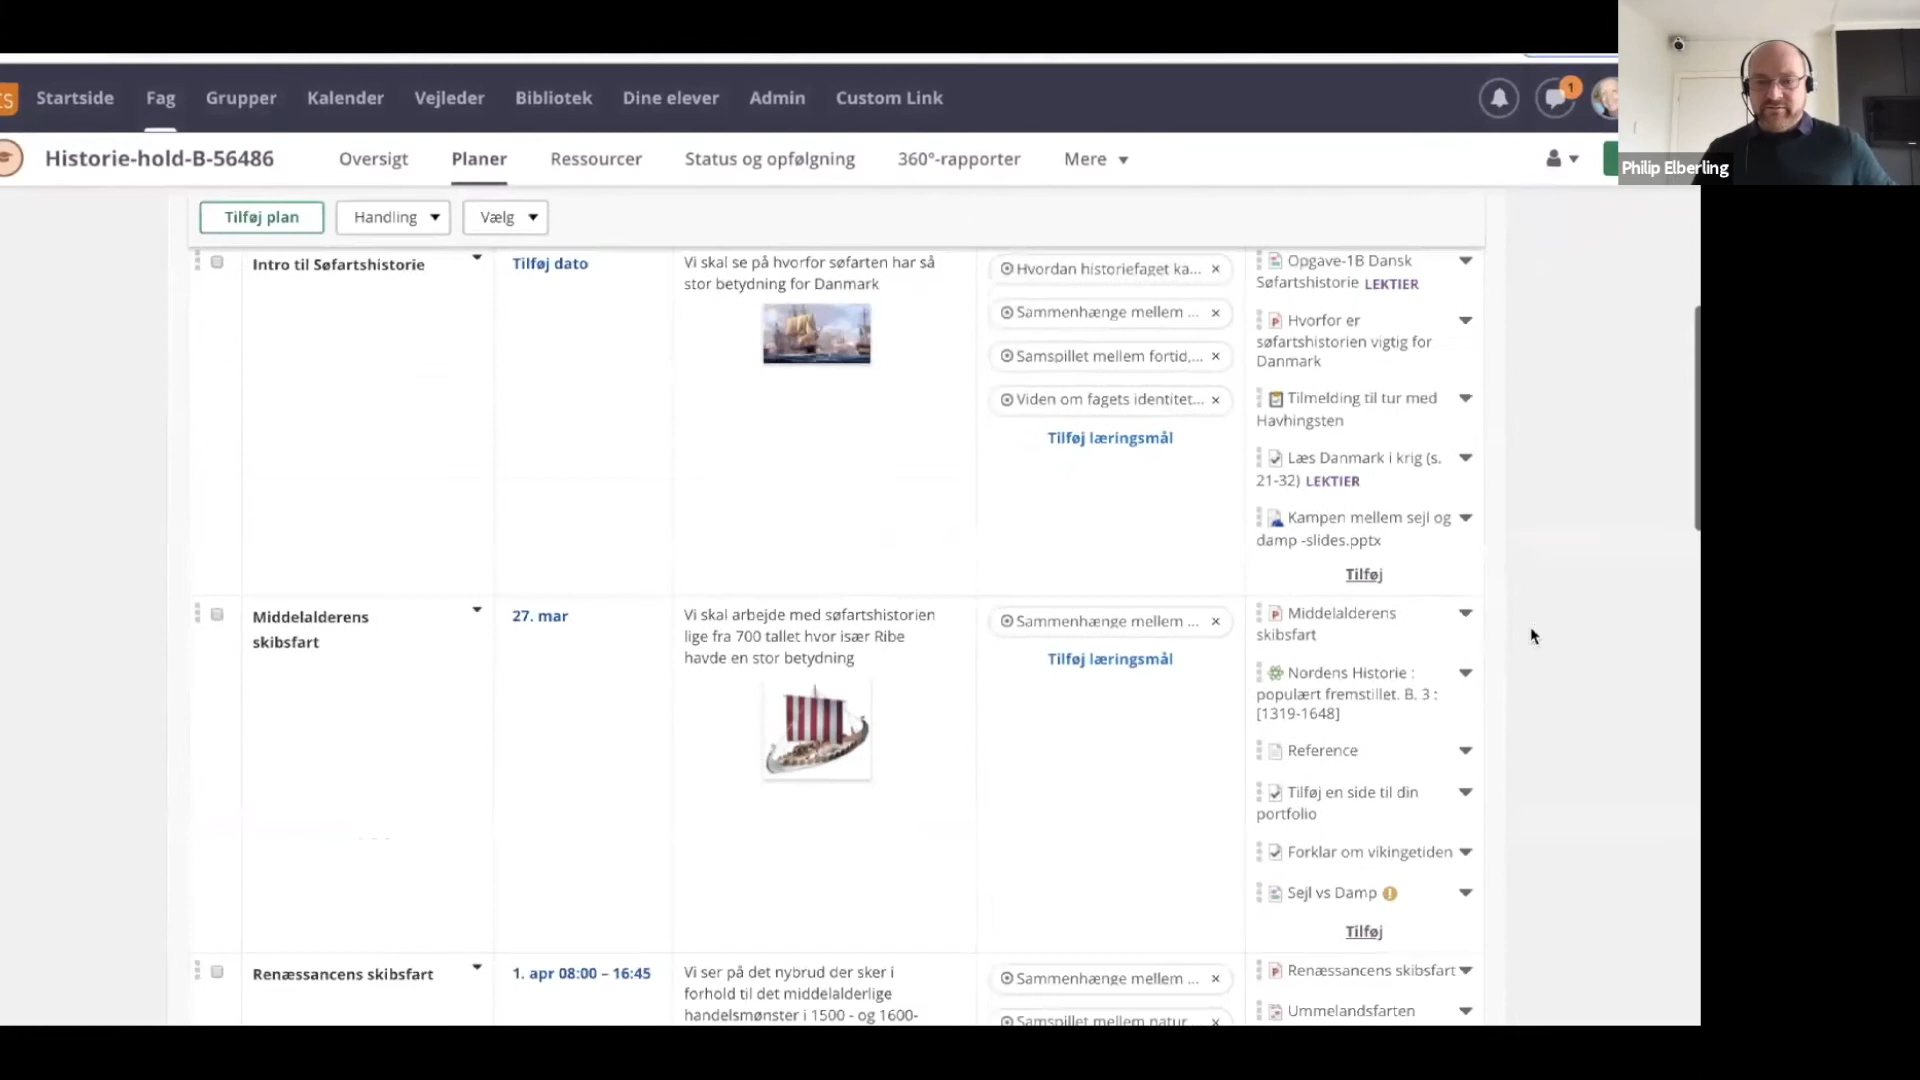 Startside Fag Grupper Kalender Vejleder Bibliotek Dine elever Admin Custom Link
1
Historie-hold-B-56486 Oversigt Planer Ressourcer Status og opfølgning 360°-rapporter Mere
Philip Elberling
Tilføj plan Handling Vælg
Intro til Søfartshistorie
Tilføj dato
Vi skal se på hvorfor søfarten har så
stor betydning for Danmark
Hvordan historiefaget ka...
Sammenhænge mellem ...
Samspillet mellem fortid,...
Viden om fagets identitet...
Tilføj læringsmål
Opgave-1B Dansk
Søfartshistorie LEKTIER
Hvorfor er
søfartshistorien vigtig for
Danmark
Tilmelding til tur med
Havhingsten
Læs Danmark i krig (s.
21-32) LEKTIER
Kampen mellem sejl og
damp -slides.pptx
Tilføj
Middelalderens
skibsfart
27. mar
Vi skal arbejde med søfartshistorien
lige fra 700 tallet hvor især Ribe
havde en stor betydning
Sammenhænge mellem ...
Tilføj læringsmål
Middelalderens
skibsfart
Nordens Historie :
populært fremstillet. B. 3 :
[1319-1648]
Reference
Tilføj en side til din
portfolio
Forklar om vikingetiden
Sejl vs Damp
Tilføj
Renæssancens skibsfart
1. apr 08:00 – 16:45
Vi ser på det nybrud der sker i
forhold til det middelalderlige
handelsmønster i 1500 - og 1600-
Sammenhænge mellem ...
Samspillet mellem natur
Renæssancens skibsfart
Ummelandsfarten